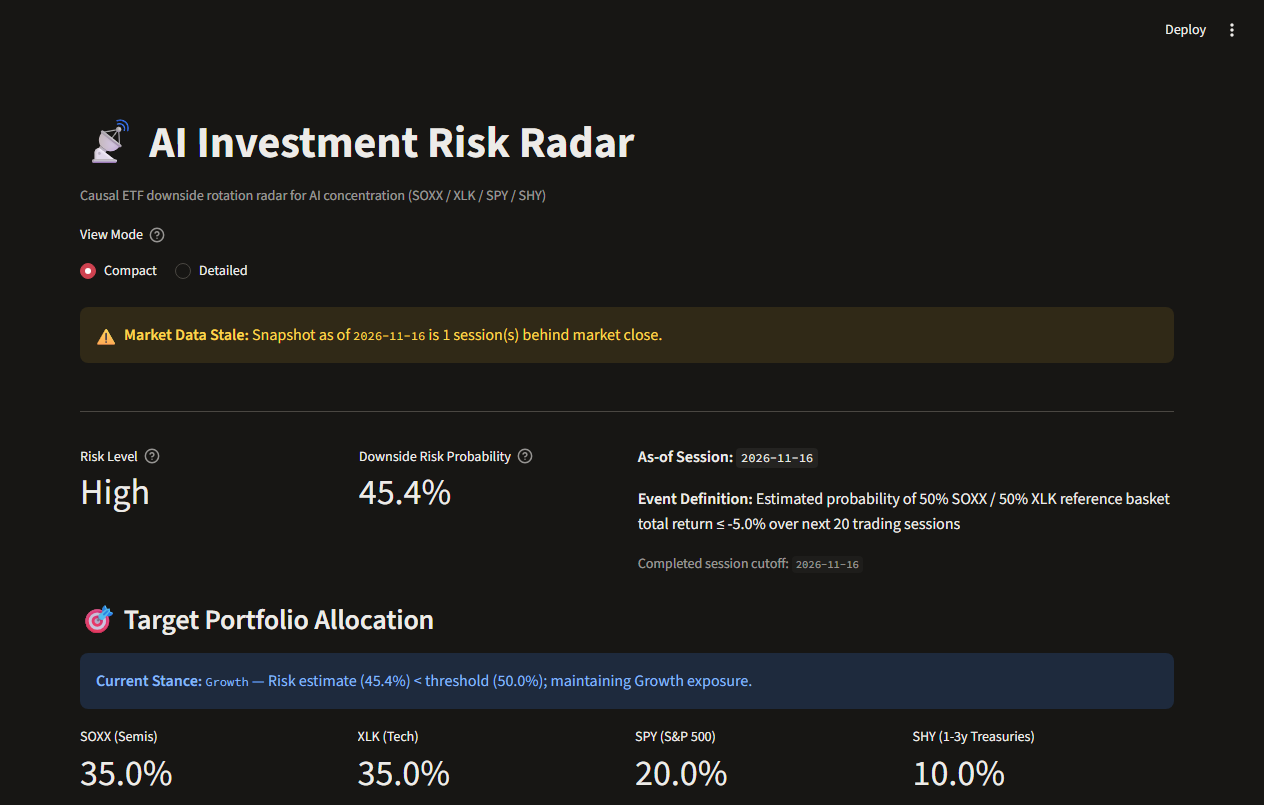 Deploy
AI Investment Risk Radar
Causal ETF downside rotation radar for AI concentration (SOXX / XLK / SPY / SHY)
View Mode
Compact Detailed
Market Data Stale: Snapshot as of 2026-11-16 is 1 session(s) behind market close.
Risk Level
High
Downside Risk Probability
45.4%
As-of Session: 2026-11-16
Event Definition: Estimated probability of 50% SOXX / 50% XLK reference basket
total return ≤ -5.0% over next 20 trading sessions
Completed session cutoff: 2026-11-16
Target Portfolio Allocation
Current Stance: Growth — Risk estimate (45.4%) < threshold (50.0%); maintaining Growth exposure.
SOXX (Semis)
35.0%
XLK (Tech)
35.0%
SPY (S&P 500)
20.0%
SHY (1-3y Treasuries)
10.0%